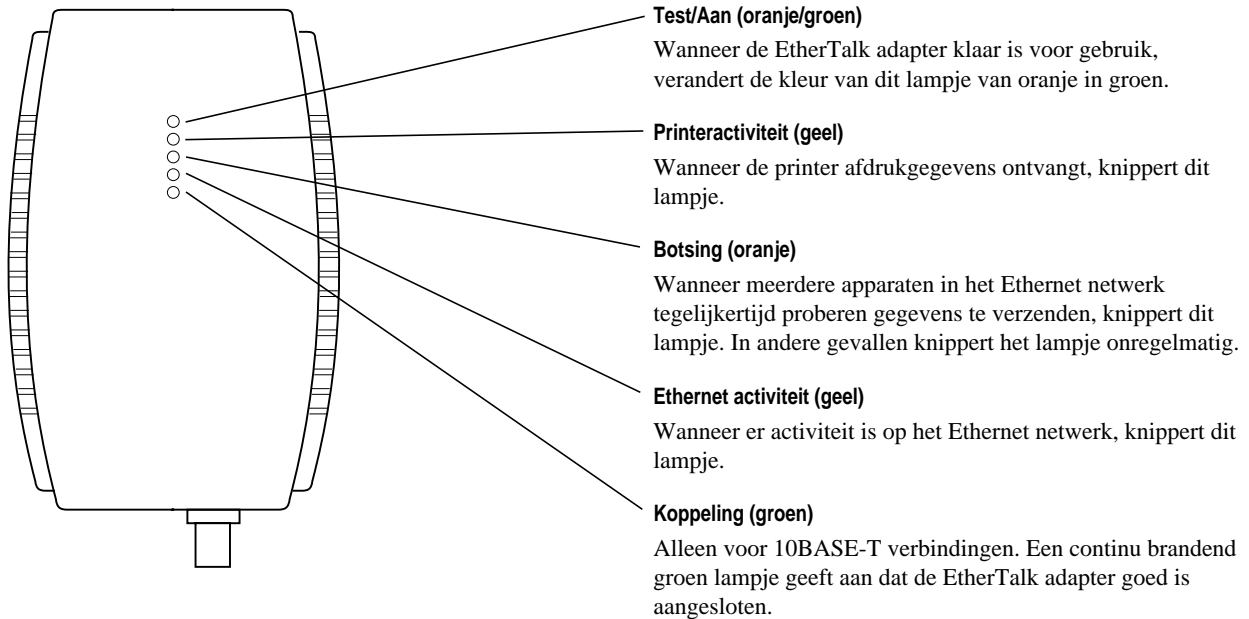 Test/Aan (oranje/groen)
Wanneer de EtherTalk adapter klaar is voor gebruik,
verandert de kleur van dit lampje van oranje in groen.
Printeractiviteit (geel)
Wanneer de printer afdrukgegevens ontvangt, knippert dit
lampje.
Botsing (oranje)
Wanneer meerdere apparaten in het Ethernet netwerk
tegelijkertijd proberen gegevens te verzenden, knippert dit
lampje. In andere gevallen knippert het lampje onregelmatig.
Ethernet activiteit (geel)
Wanneer er activiteit is op het Ethernet netwerk, knippert dit
lampje.
Koppeling (groen)
Alleen voor 10BASE-T verbindingen. Een continu brandend
groen lampje geeft aan dat de EtherTalk adapter goed is
aangesloten.